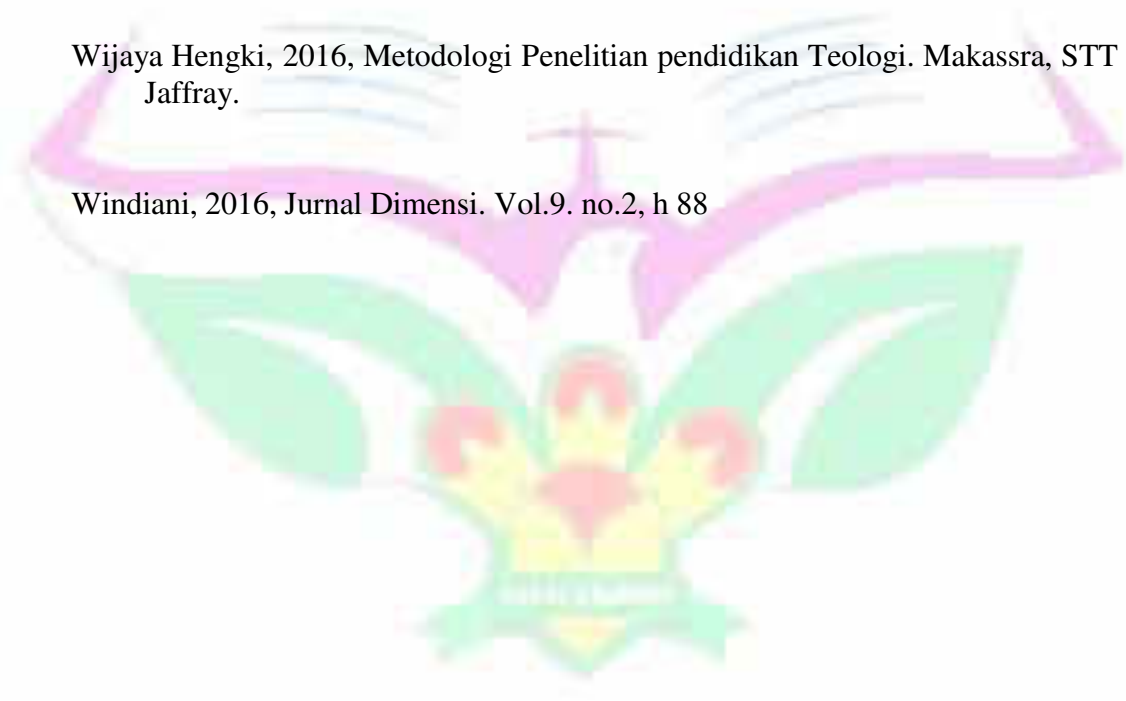 Wijaya Hengki, 2016, Metodologi Penelitian pendidikan Teologi. Makassra, STT
Jaffray.
Windiani, 2016, Jurnal Dimensi. Vol.9. no.2, h 88